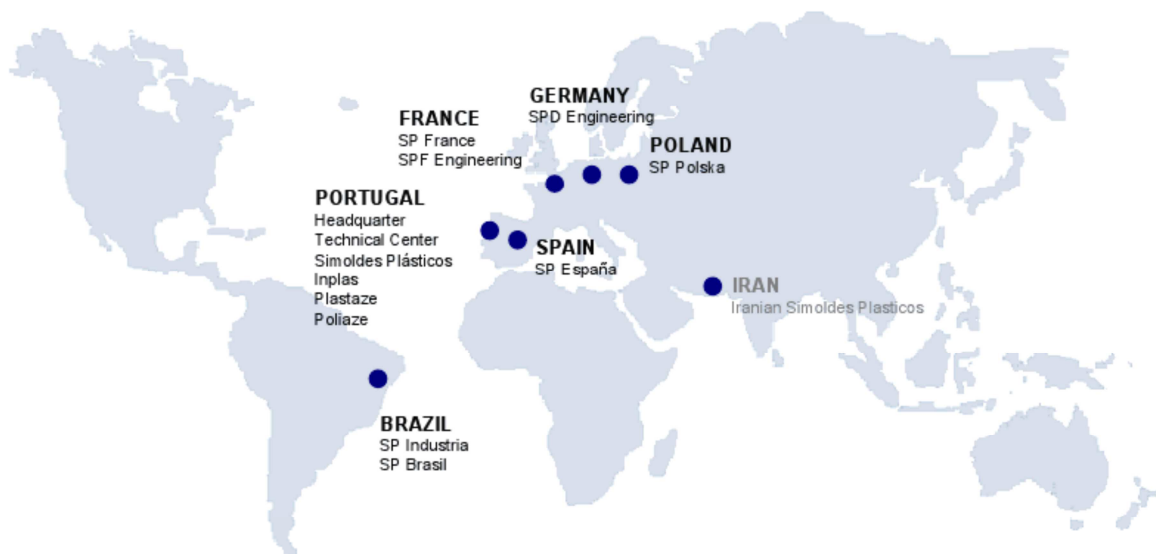 GERMANY
SPD Engineering
FRANCE
SP France
SPF Engineering
POLAND
SP Polska
PORTUGAL
Headquarter
Technical Center
Simoldes Plásticos
Inplas
Plastaze
Poliaze
SPAIN
SP España
IRAN
Iranian Simoldes Plasticos
BRAZIL
SP Industria
SP Brasil